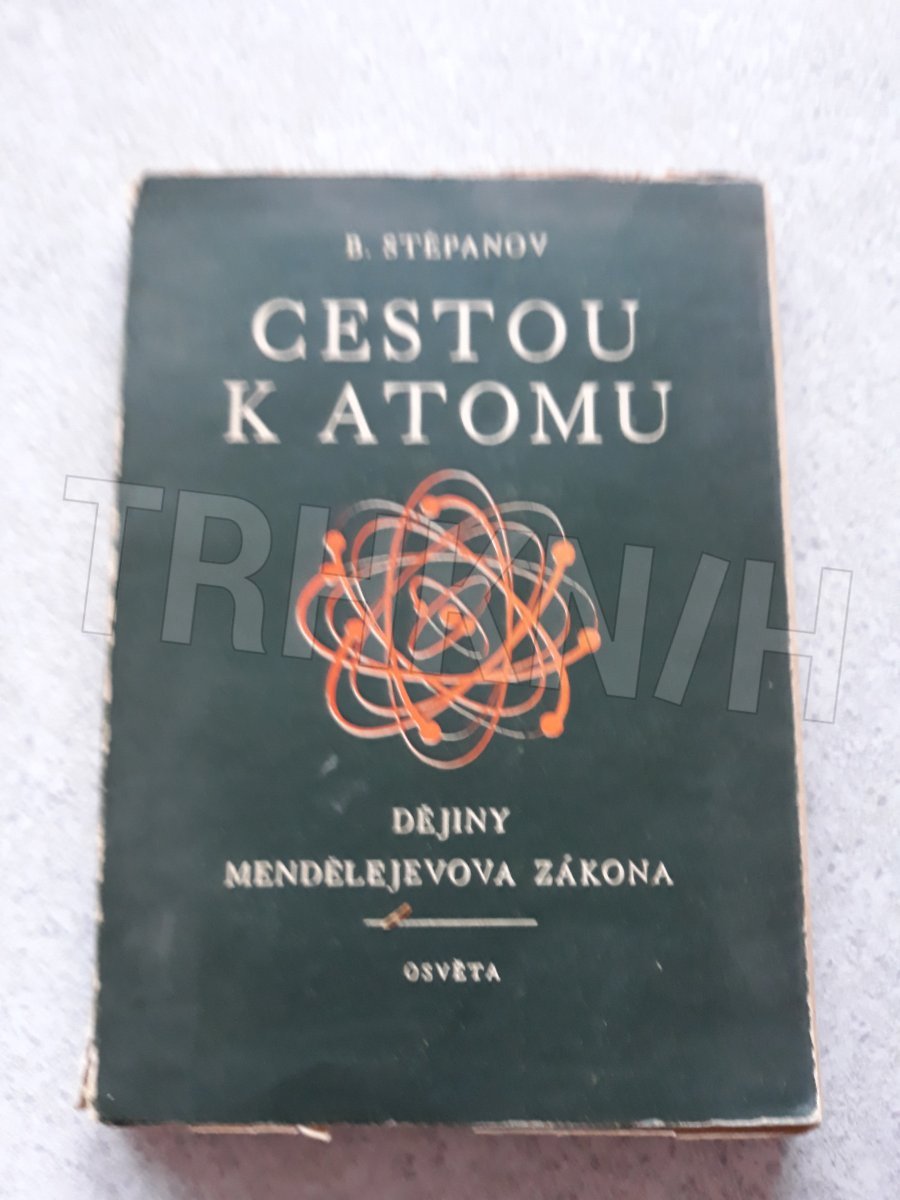 B. STĚPANOV
CESTOU
K ATOMU
DĚJINY
MENDĚLEJEVOVA ZÁKONA
OSVĚTA